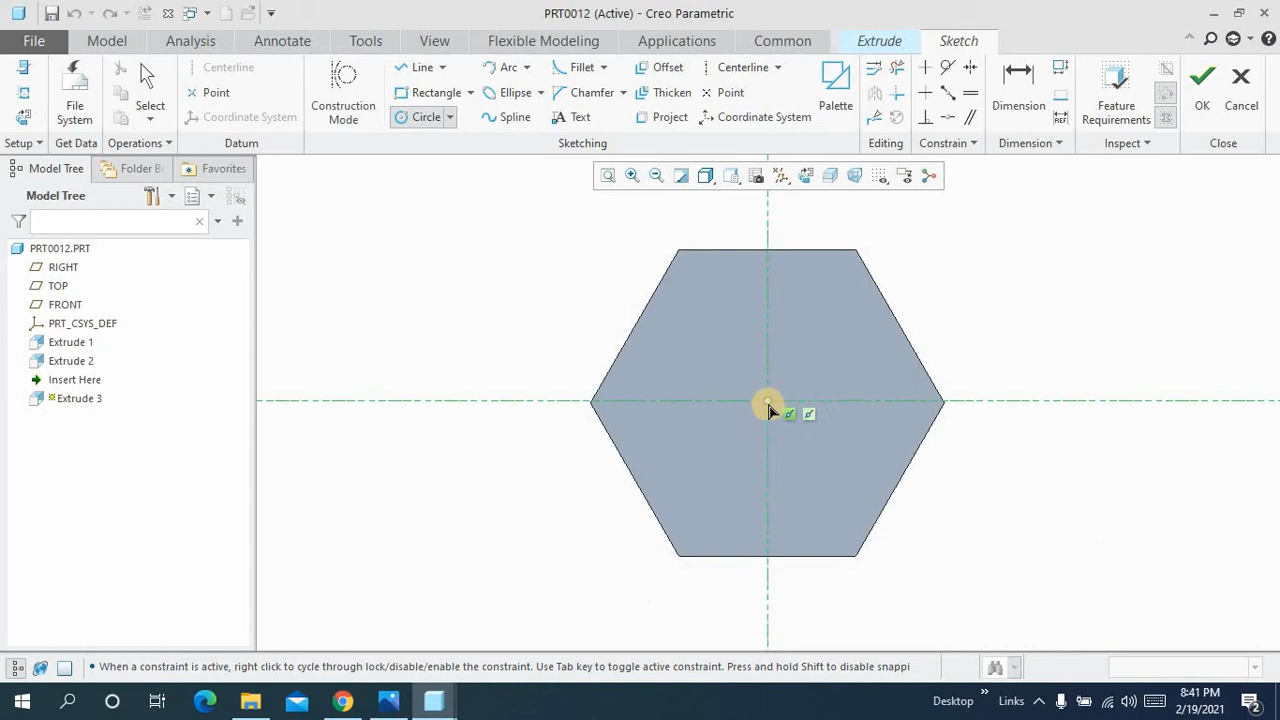 PRT0012 (Active) - Creo Parametric
File Model Analysis Annotate Tools View Flexible Modeling Applications Common Extrude Sketch
Centerline Line Arc Fillet Offset Centerline
Point Rectangle Ellipse Chamfer Thicken Point
Coordinate System Circle Spline Text Project Coordinate System
File System
Select
Construction Mode
Palette
Dimension
Feature Requirements
OK
Cancel
Setup Get Data Operations Datum Sketching Editing Constrain Dimension Inspect Close
Model Tree Folder B Favorites
Model Tree
PRT0012.PRT
RIGHT
TOP
FRONT
PRT_CSYS_DEF
Extrude 1
Extrude 2
Insert Here
Extrude 3
REF
• When a constraint is active, right click to cycle through lock/disable/enable the constraint. Use Tab key to toggle active constraint. Press and hold Shift to disable snappi
Desktop » Links
8:41 PM
2/19/2021
2